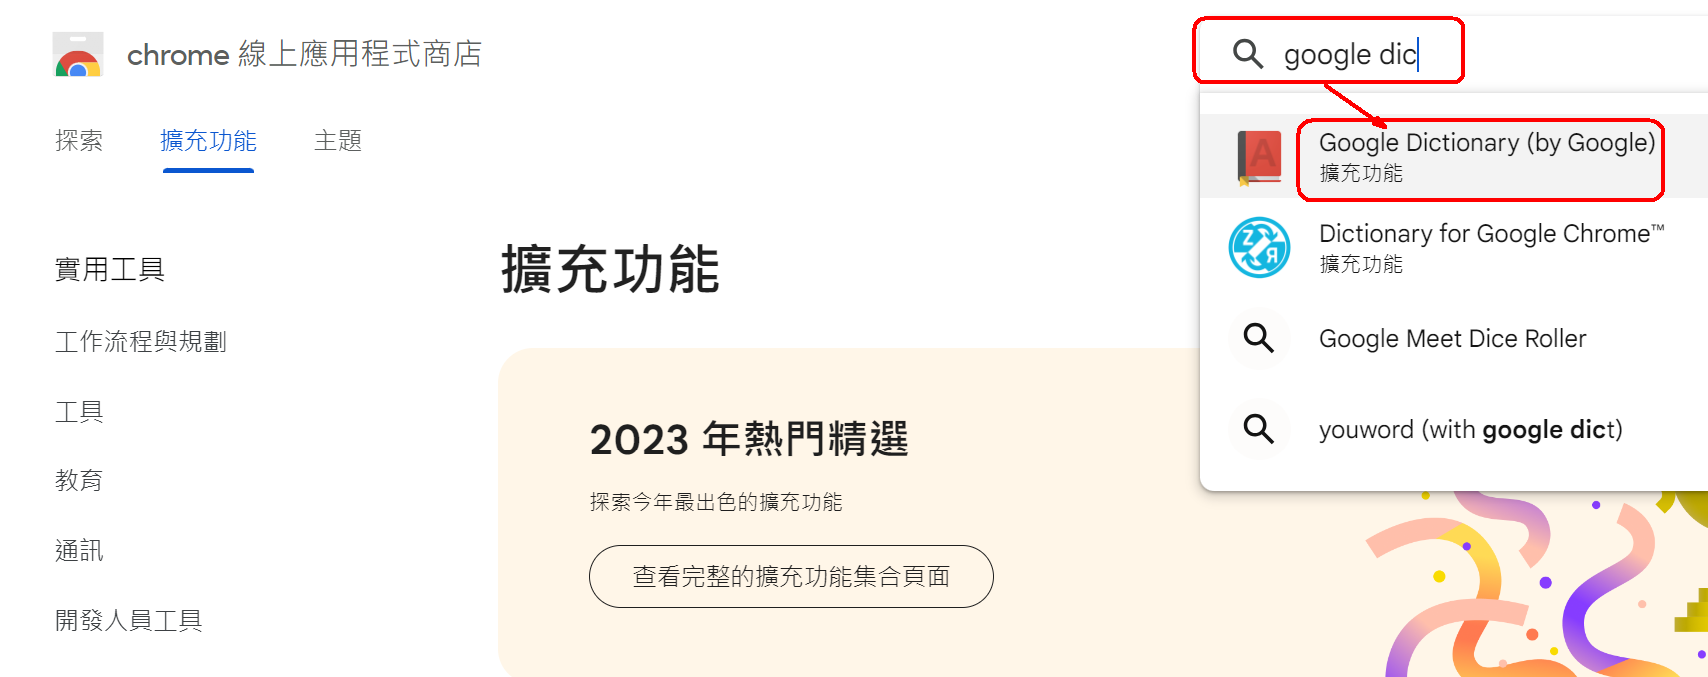 chrome 線上應用程式商店
google dic
探索
擴充功能
主題
Google Dictionary (by Google)
擴充功能
Dictionary for Google Chrome™
擴充功能
Google Meet Dice Roller
youword (with google dict)
實用工具
工作流程與規劃
工具
教育
通訊
開發人員工具
擴充功能
2023 年熱門精選
探索今年最出色的擴充功能
查看完整的擴充功能集合頁面